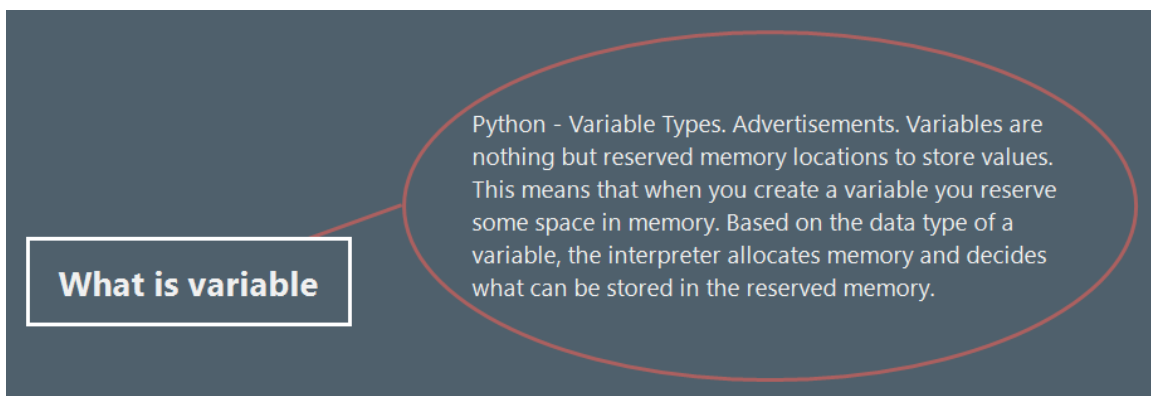 What is variable
Python - Variable Types. Advertisements. Variables are
nothing but reserved memory locations to store values.
This means that when you create a variable you reserve
some space in memory. Based on the data type of a
variable, the interpreter allocates memory and decides
what can be stored in the reserved memory.